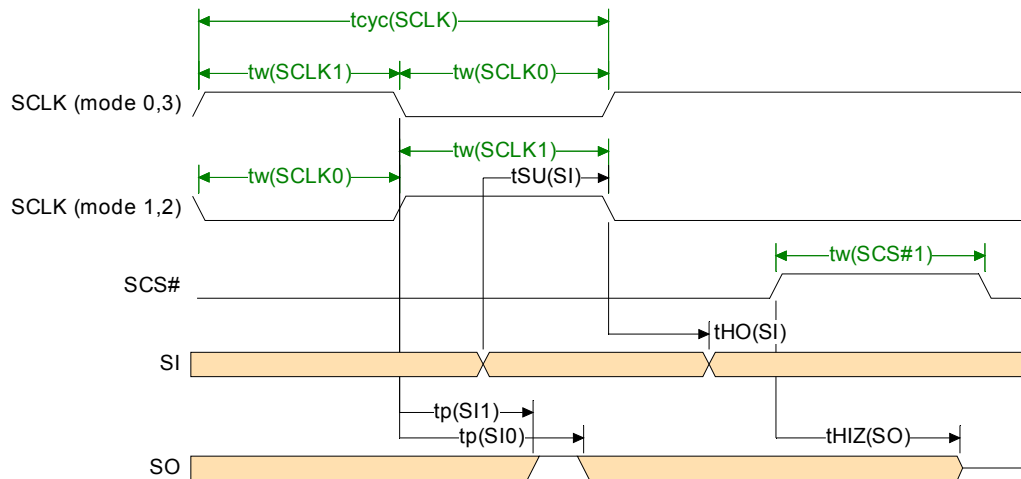 tcyc(SCLK)
tw(SCLK1) tw(SCLK0)
SCLK (mode 0,3)
tw(SCLK1)
tw(SCLK0) tSU(SI)
SCLK (mode 1,2)
tw(SCS#1)
SCS#
tHO(SI)
SI
tp(SI1)
tp(SI0) tHIZ(SO)
SO